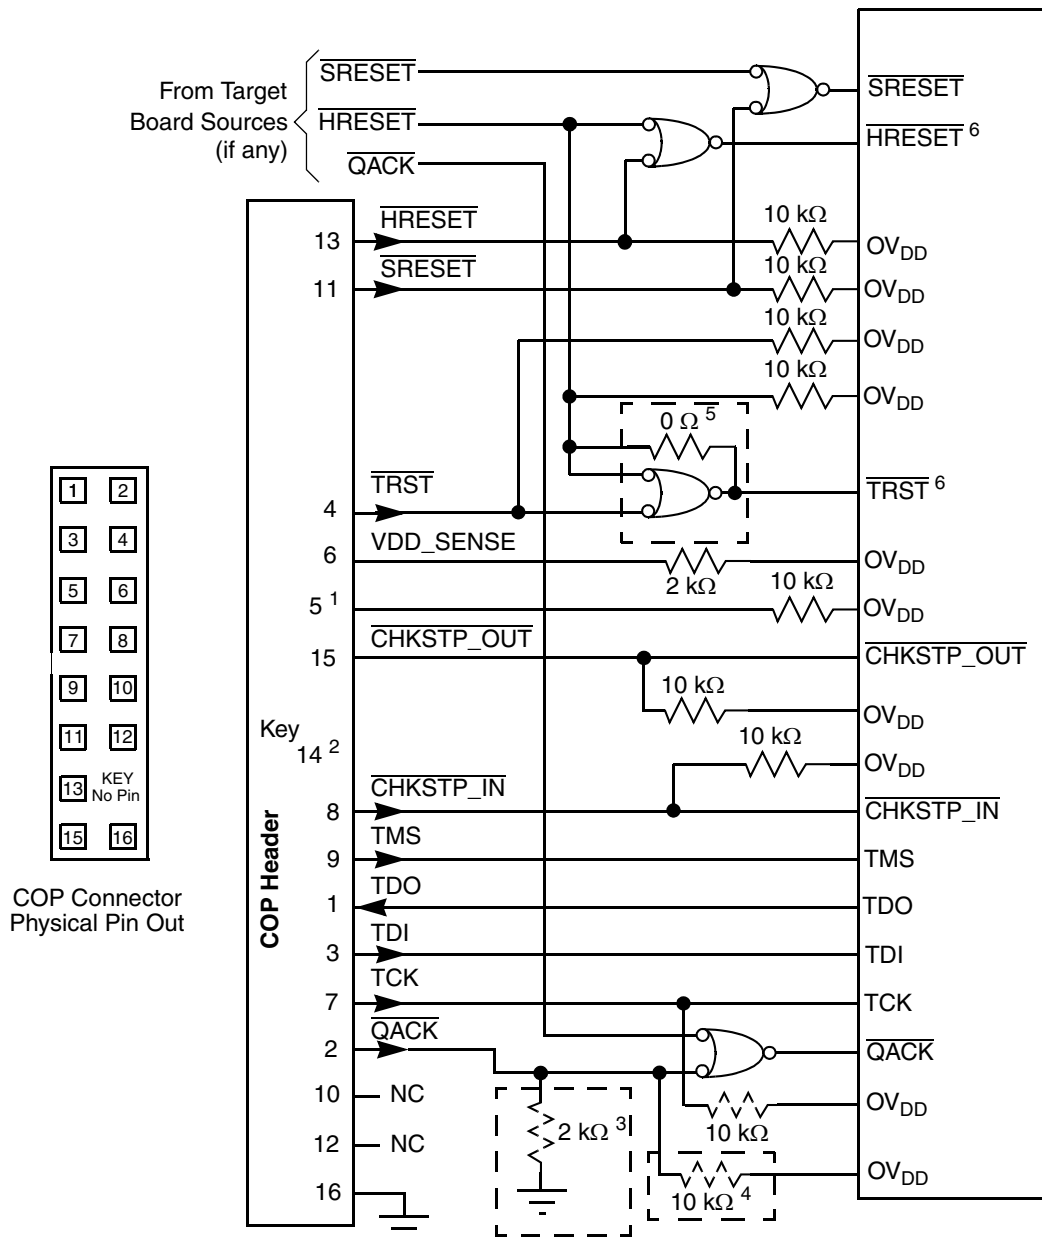 From Target
Board Sources
(if any)
SRESET
HRESET
QACK
SRESET
HRESET 6
13 HRESET 10 kΩ OVDD
11 SRESET 10 kΩ OVDD
10 kΩ OVDD
10 kΩ OVDD
0 Ω 5
4 TRST TRST 6
6 VDD_SENSE 2 kΩ OVDD
5 1 10 kΩ OVDD
15 CHKSTP_OUT CHKSTP_OUT
10 kΩ OVDD
Key
14 2
10 kΩ OVDD
8 CHKSTP_IN CHKSTP_IN
9 TMS TMS
1 TDO TDO
3 TDI TDI
7 TCK TCK
2 QACK QACK
10 NC
10 kΩ OVDD
12 NC
2 kΩ 3
10 kΩ 4 OVDD
16
COP Header
1 2
3 4
5 6
7 8
9 10
11 12
13 KEY
No Pin
15 16
COP Connector
Physical Pin Out